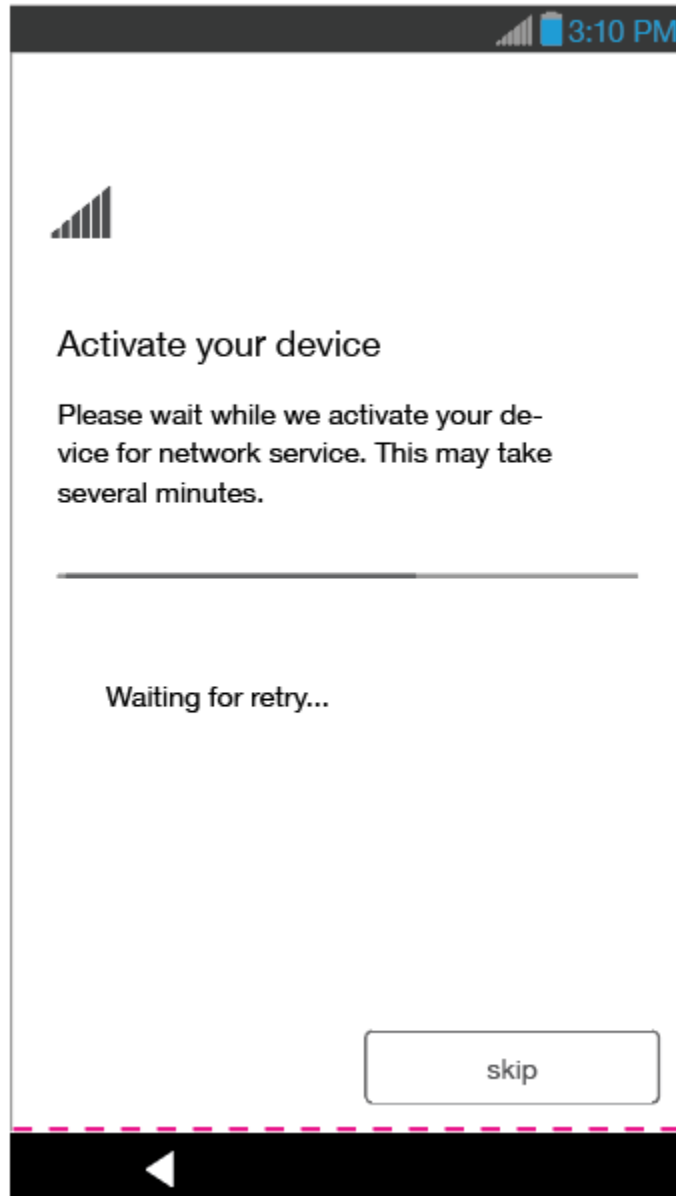 3:10 PM
Activate your device
Please wait while we activate your de-
vice for network service. This may take
several minutes.
Waiting for retry...
skip